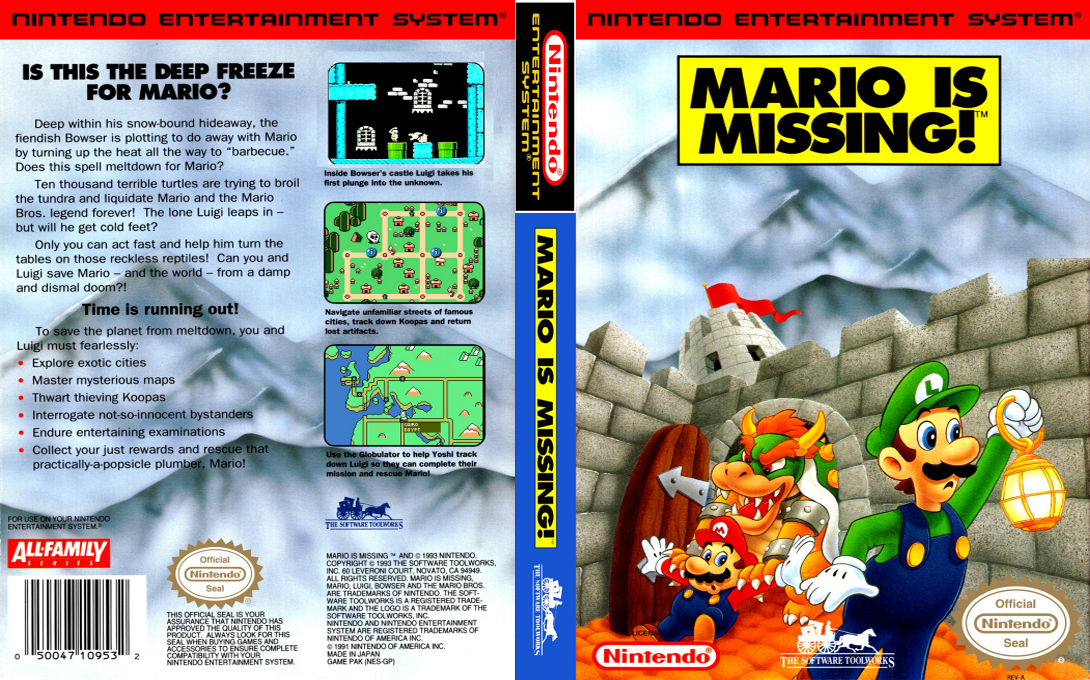 NINTENDO ENTERTAINMENT SYSTEM®
IS THIS THE DEEP FREEZE
FOR MARIO?
Deep within his snow-bound hideaway, the
fiendish Bowser is plotting to do away with Mario
by turning up the heat all the way to “barbecue.”
Does this spell meltdown for Mario?
Ten thousand terrible turtles are trying to broil
the tundra and liquidate Mario and the Mario
Bros. legend forever! The lone Luigi leaps in –
but will he get cold feet?
Only you can act fast and help him turn the
tables on those reckless reptiles! Can you and
Luigi save Mario – and the world – from a damp
and dismal doom?!
Time is running out!
To save the planet from meltdown, you and
Luigi must fearlessly:
• Explore exotic cities
• Master mysterious maps
• Thwart thieving Koopas
• Interrogate not-so-innocent bystanders
• Endure entertaining examinations
• Collect your just rewards and rescue that
practically-a-popsicle plumber, Mario!
FOR USE ON YOUR NINTENDO
ENTERTAINMENT SYSTEM.®
ALL-FAMILY
SERIES
0 50047 10953 2
Official
Nintendo®
Seal
THIS OFFICIAL SEAL IS YOUR
ASSURANCE THAT NINTENDO HAS
APPROVED THE QUALITY OF THIS
PRODUCT. ALWAYS LOOK FOR THIS
SEAL WHEN BUYING GAMES AND
ACCESSORIES TO ENSURE COMPLETE
COMPATIBILITY WITH YOUR
NINTENDO ENTERTAINMENT SYSTEM.
Inside Bowser's castle Luigi takes his
first plunge into the unknown.
Navigate unfamiliar streets of famous
cities, track down Koopas and return
lost artifacts.
CAIRO
EGYPT
Use the Globulator to help Yoshi track
down Luigi so they can complete their
mission and rescue Mario!
THE SOFTWARE TOOLWORKS
MARIO IS MISSING ™ AND © 1993 NINTENDO.
COPYRIGHT © 1993 THE SOFTWARE TOOLWORKS,
INC. 60 LEVERONI COURT, NOVATO, CA 94949.
ALL RIGHTS RESERVED. MARIO IS MISSING,
MARIO, LUIGI, BOWSER AND THE MARIO BROS.
ARE TRADEMARKS OF NINTENDO. THE SOFT-
WARE TOOLWORKS IS A REGISTERED TRADE-
MARK AND THE LOGO IS A TRADEMARK OF THE
SOFTWARE TOOLWORKS, INC.
NINTENDO AND NINTENDO ENTERTAINMENT
SYSTEM ARE REGISTERED TRADEMARKS OF
NINTENDO OF AMERICA INC.
© 1991 NINTENDO OF AMERICA INC.
MADE IN JAPAN
GAME PAK (NES-GP)
Nintendo®
ENTERTAINMENT
SYSTEM®
MARIO IS MISSING!™
THE SOFTWARE TOOLWORKS
NINTENDO ENTERTAINMENT SYSTEM®
MARIO IS
MISSING!™
L
M
Nintendo®
THE SOFTWARE TOOLWORKS
Official
Nintendo®
Seal
®
REV-A